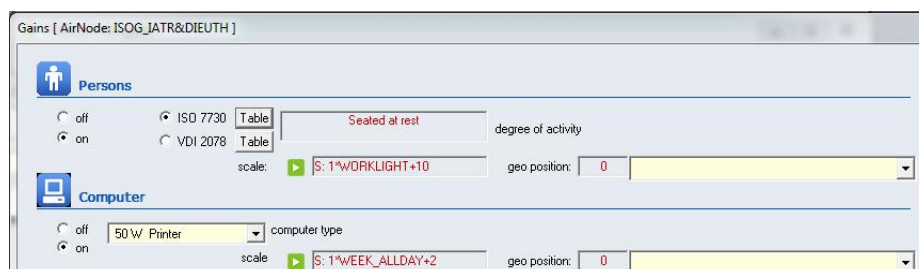 Gains [ AirNode: ISOG_IATR&DIEUTH ]
Persons
off ISO 7730 Table Seated at rest degree of activity
on VDI 2078 Table
scale: S: 1*WORKLIGHT+10 geo position: 0
Computer
off 50 W Printer computer type
on
scale S: 1*WEEK_ALLDAY+2 geo position: 0